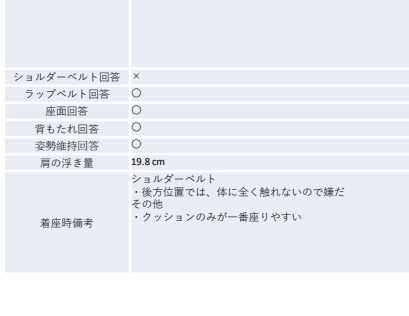 ショルダーベルト回答 ×
ラップベルト回答 〇
座面回答 〇
背もたれ回答 〇
姿勢維持回答 〇
肩の浮き量 19.8 cm
着座時備考
ショルダーベルト
・後方位置では、体に全く触れないので嫌だ
その他
・クッションのみが一番座りやすい